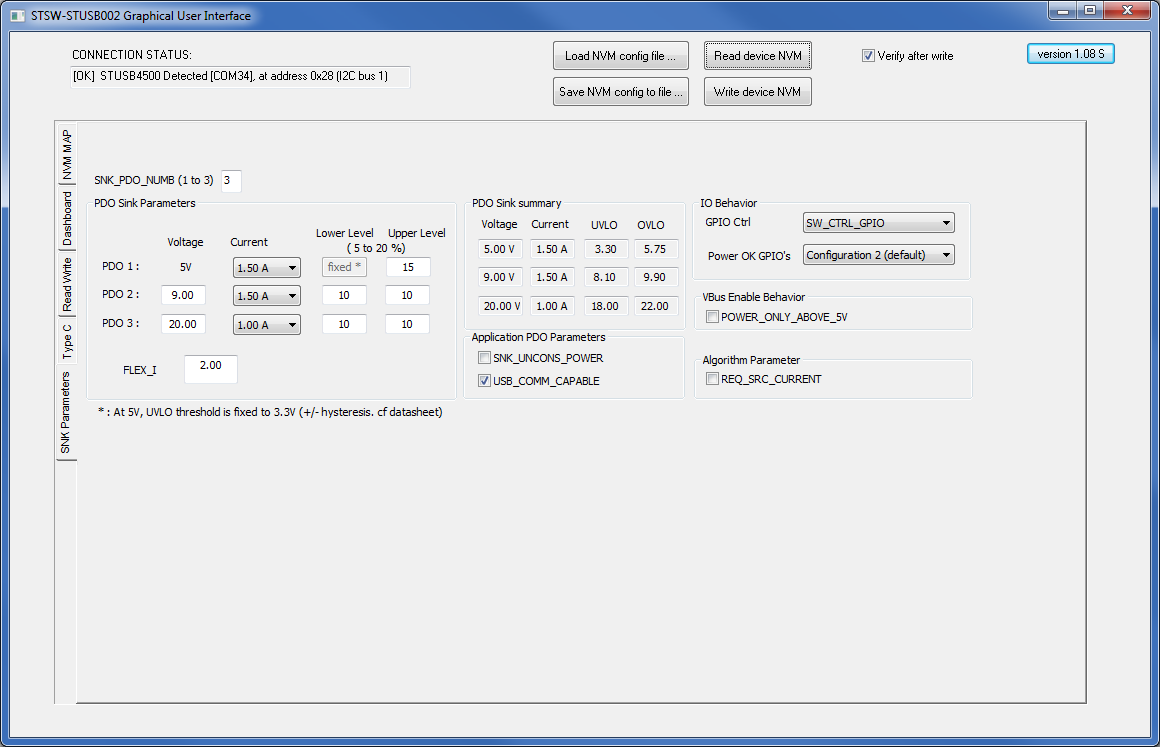 STSW-STUSB002 Graphical User Interface
CONNECTION STATUS:
[OK] STUSB4500 Detected [COM34], at address 0x28 (I2C bus 1)
Load NVM config file ...
Read device NVM
Verify after write
version 1.08 S
Save NVM config to file ...
Write device NVM
NVM MAP
Dashboard
Read Write
Type C
SNK Parameters
SNK_PDO_NUMB (1 to 3) 3
PDO Sink Parameters
Voltage Current Lower Level Upper Level
( 5 to 20 %)
PDO 1 : 5V 1.50 A fixed * 15
PDO 2 : 9.00 1.50 A 10 10
PDO 3 : 20.00 1.00 A 10 10
FLEX_I 2.00
* : At 5V, UVLO threshold is fixed to 3.3V (+/- hysteresis. cf datasheet)
PDO Sink summary
Voltage Current UVLO OVLO
5.00 V 1.50 A 3.30 5.75
9.00 V 1.50 A 8.10 9.90
20.00 V 1.00 A 18.00 22.00
Application PDO Parameters
SNK_UNCONS_POWER
USB_COMM_CAPABLE
IO Behavior
GPIO Ctrl SW_CTRL_GPIO
Power OK GPIO's Configuration 2 (default)
VBus Enable Behavior
POWER_ONLY_ABOVE_5V
Algorithm Parameter
REQ_SRC_CURRENT